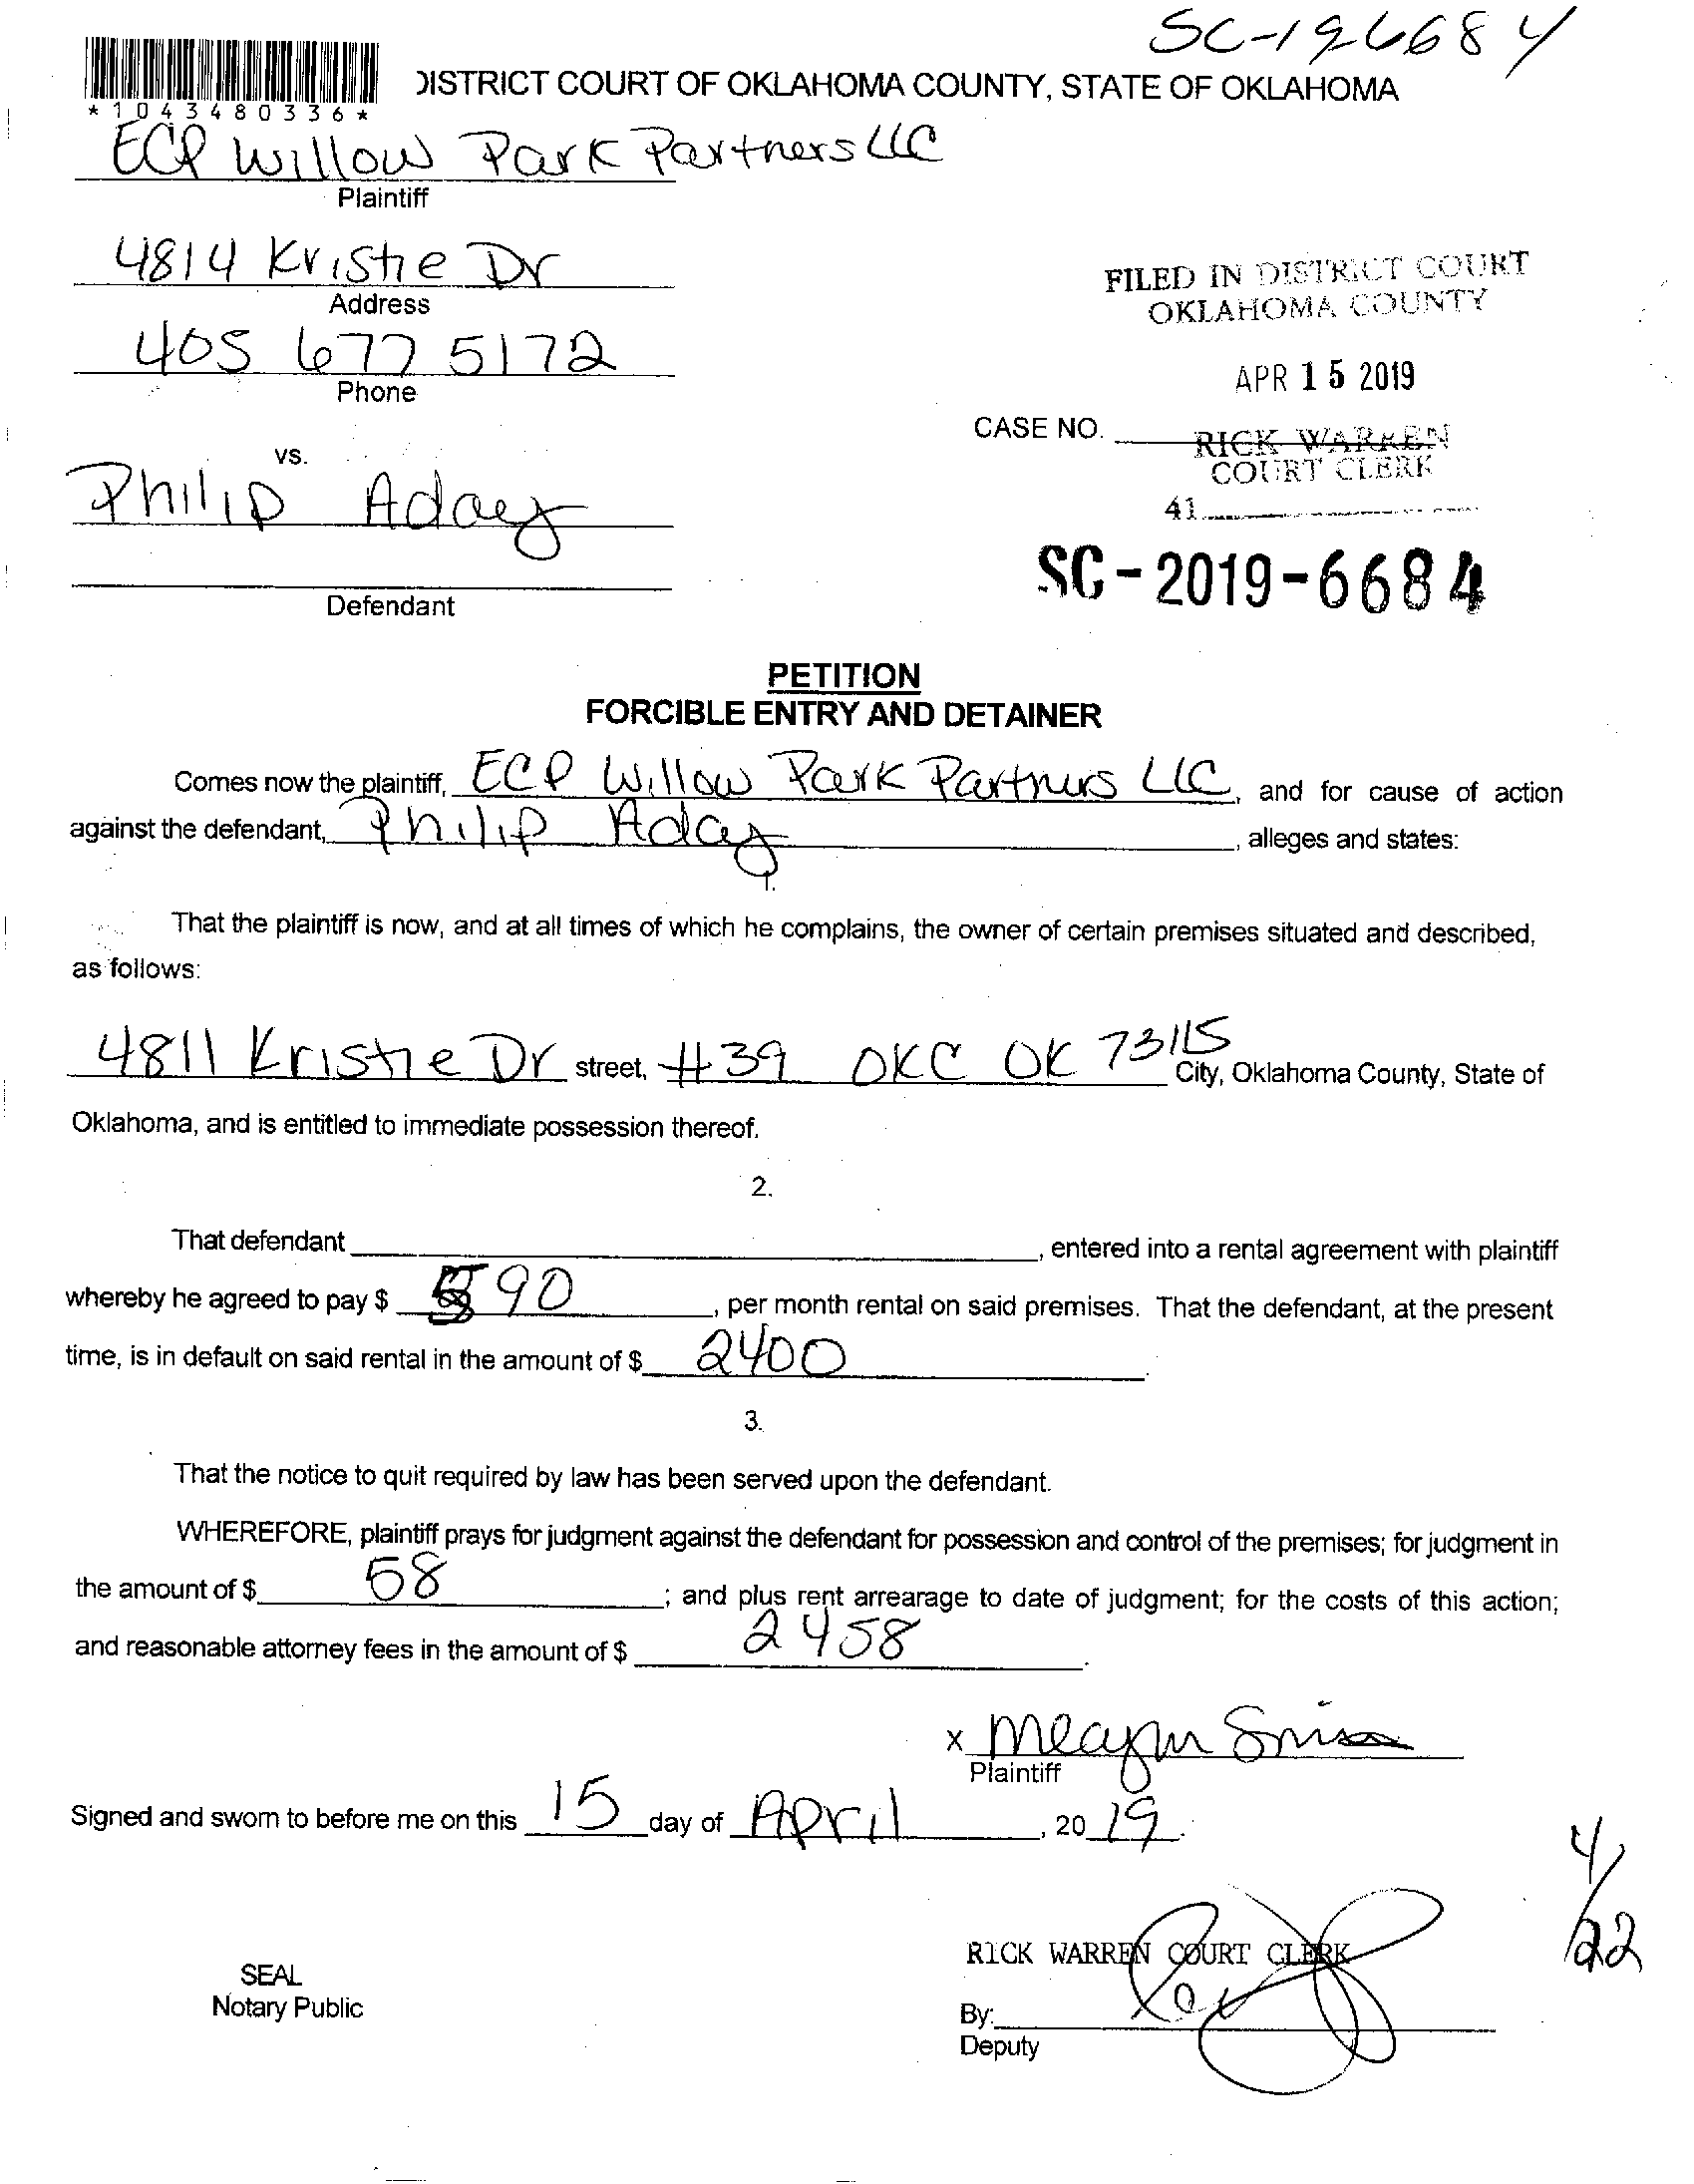 SC-196684
DISTRICT COURT OF OKLAHOMA COUNTY, STATE OF OKLAHOMA
*1043480336*
ECP Willow Park Partners LLC
Plaintiff
4814 Kristie Dr
Address
405 677 5172
Phone
FILED IN DISTRICT COURT
OKLAHOMA COUNTY
APR 15 2019
CASE NO.
RICK WARREN
COURT CLERK
41
vs.
Philip Aday
Defendant
SC-2019-6684
PETITION
FORCIBLE ENTRY AND DETAINER
Comes now the plaintiff, ECP Willow Park Partners LLC, and for cause of action
against the defendant, Philip Aday, alleges and states:
1.
That the plaintiff is now, and at all times of which he complains, the owner of certain premises situated and described,
as follows:
4811 Kristie Dr street, #39 OKC OK 73115 City, Oklahoma County, State of
Oklahoma, and is entitled to immediate possession thereof.
2.
That defendant, entered into a rental agreement with plaintiff
whereby he agreed to pay $ 590, per month rental on said premises. That the defendant, at the present
time, is in default on said rental in the amount of $ 2400.
3.
That the notice to quit required by law has been served upon the defendant.
WHEREFORE, plaintiff prays for judgment against the defendant for possession and control of the premises; for judgment in
the amount of $ 58; and plus rent arrearage to date of judgment; for the costs of this action;
and reasonable attorney fees in the amount of $ 2458.
x
Plaintiff
Signed and sworn to before me on this 15 day of April, 2019.
4/22
RICK WARREN COURT CLERK
SEAL
Notary Public
By:
Deputy